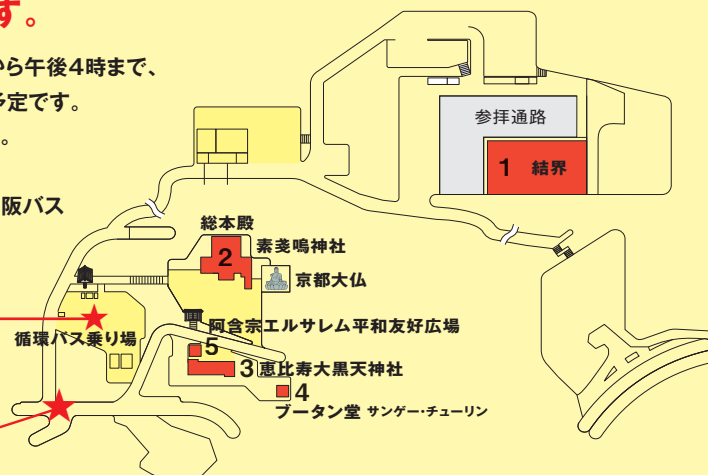 す。
から午後4時まで、
予定です。
。
阪バス
参拝通路
1 結界
総本殿
2
素戔嗚神社
京都大仏
循環バス乗り場
阿含宗エルサレム平和友好広場
5
3 恵比寿大黒天神社
4
ブータン堂 サンゲー・チューリン